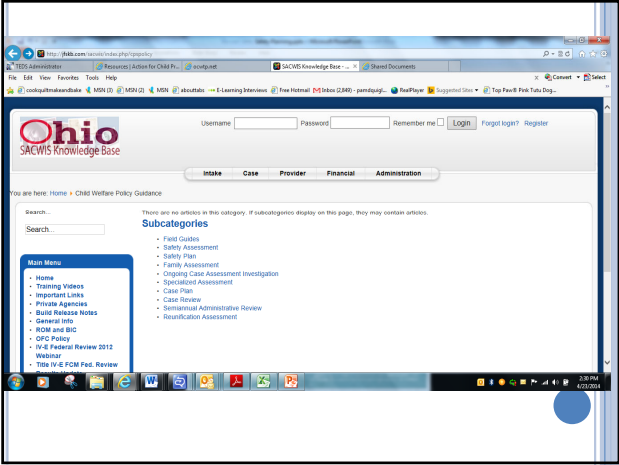 http://jfskb.com/sacwis/index.php/cpspolicy
TEDS Administrator
Resources | Action for Child Pr...
ocwtp.net
SACWIS Knowledge Base - ...
Shared Documents
File Edit View Favorites Tools Help
Convert
Select
cookquiltmakeandbake
MSN (3)
MSN (2)
MSN
abouttabs
E-Learning Interviews
Free Hotmail
Inbox (2,849) - pamdquigl...
RealPlayer
Suggested Sites
Top Paw® Pink Tutu Dog...
Ohio
SACWIS Knowledge Base
Username
Password
Remember me
Login
Forgot login?
Register
Intake
Case
Provider
Financial
Administration
You are here: Home
Child Welfare Policy Guidance
Search...
Search...
There are no articles in this category. If subcategories display on this page, they may contain articles.
Subcategories
Field Guides
Safety Assessment
Safety Plan
Family Assessment
Ongoing Case Assessment Investigation
Specialized Assessment
Case Plan
Case Review
Semiannual Administrative Review
Reunification Assessment
Main Menu
Home
Training Videos
Important Links
Private Agencies
Build Release Notes
General Info
ROM and BIC
OFC Policy
IV-E Federal Review 2012
Webinar
Title IV-E FCM Fed. Review
2:30 PM
4/23/2014